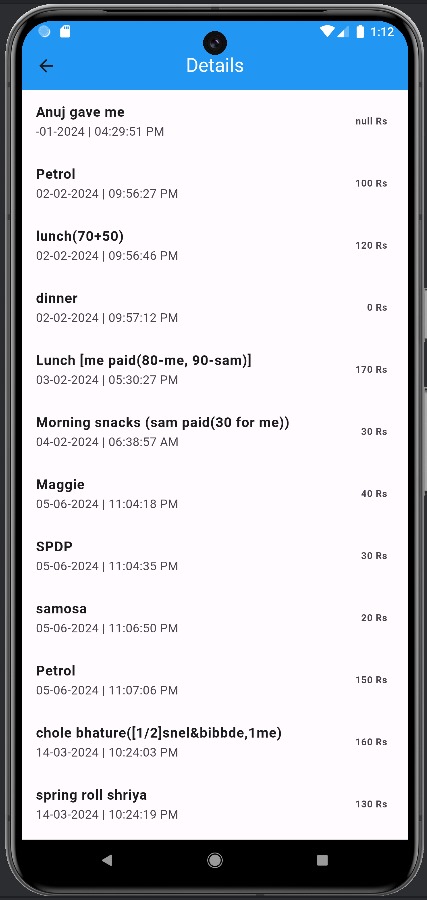 1:12
Details
Anuj gave me
-01-2024 | 04:29:51 PM
null Rs
Petrol
02-02-2024 | 09:56:27 PM
100 Rs
lunch(70+50)
02-02-2024 | 09:56:46 PM
120 Rs
dinner
02-02-2024 | 09:57:12 PM
0 Rs
Lunch [me paid(80-me, 90-sam)]
03-02-2024 | 05:30:27 PM
170 Rs
Morning snacks (sam paid(30 for me))
04-02-2024 | 06:38:57 AM
30 Rs
Maggie
05-06-2024 | 11:04:18 PM
40 Rs
SPDP
05-06-2024 | 11:04:35 PM
30 Rs
samosa
05-06-2024 | 11:06:50 PM
20 Rs
Petrol
05-06-2024 | 11:07:06 PM
150 Rs
chole bhature([1/2]snel&bibbde,1me)
14-03-2024 | 10:24:03 PM
160 Rs
spring roll shriya
14-03-2024 | 10:24:19 PM
130 Rs